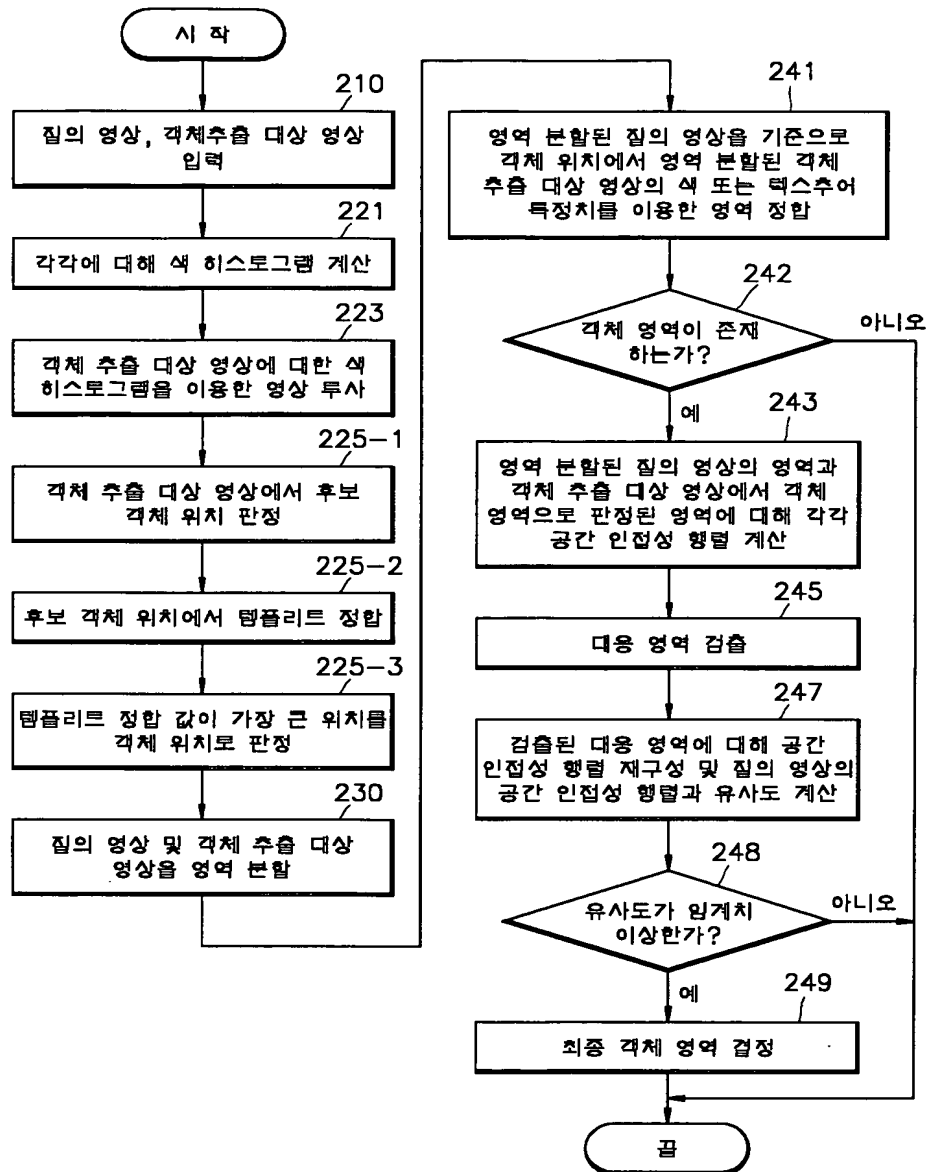 시 작
210
질의 영상, 객체추출 대상 영상
입력
221
각각에 대해 색 히스토그램 계산
223
객체 추출 대상 영상에 대한 색
히스토그램을 이용한 영상 투사
225-1
객체 추출 대상 영상에서 후보
객체 위치 판정
225-2
후보 객체 위치에서 템플리트 정합
225-3
템플리트 정합 값이 가장 큰 위치를
객체 위치로 판정
230
질의 영상 및 객체 추출 대상
영상을 영역 분할
241
영역 분할된 질의 영상을 기준으로
객체 위치에서 영역 분할된 객체
추출 대상 영상의 색 또는 텍스추어
특정치를 이용한 영역 정합
242
객체 영역이 존재
하는가?
아니오
예
243
영역 분할된 질의 영상의 영역과
객체 추출 대상 영상에서 객체
영역으로 판정된 영역에 대해 각각
공간 인접성 행렬 계산
245
대응 영역 검출
247
검출된 대응 영역에 대해 공간
인접성 행렬 재구성 및 질의 영상의
공간 인접성 행렬과 유사도 계산
248
유사도가 임계치
이상한가?
아니오
예
249
최종 객체 영역 결정
끝